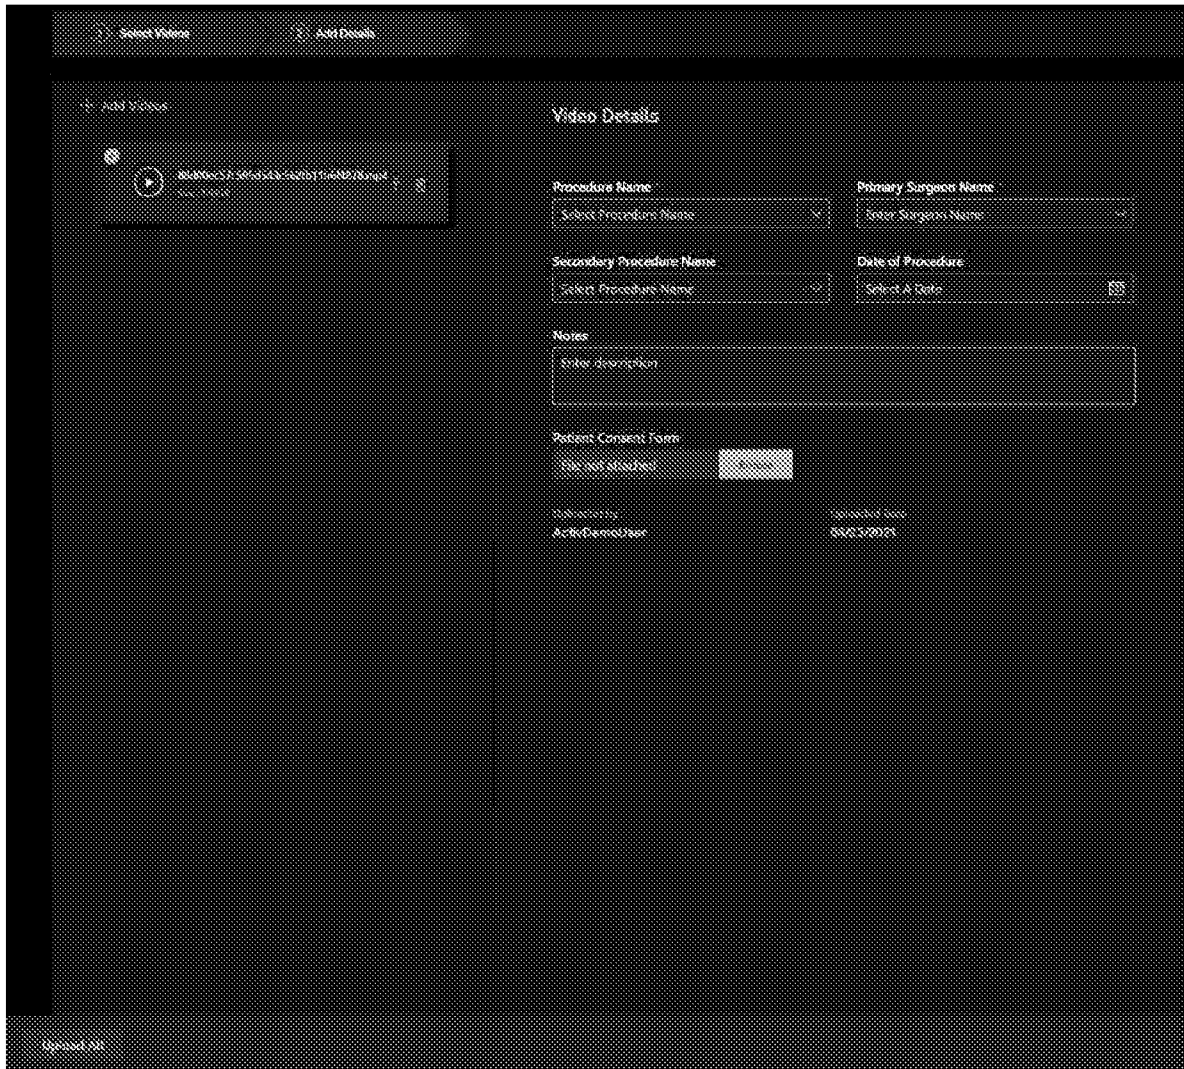 1 Select Videos
2 Add Details
+ Add Videos
Video Details
Procedure Name
Primary Surgeon Name
Select Procedure Name
Enter Surgeon Name
Secondary Procedure Name
Date of Procedure
Select Procedure Name
Select A Date
Notes
Enter description
Patient Consent Form
File not attached
Uploaded By
Uploaded Date
ActivDemoUser
Upload All